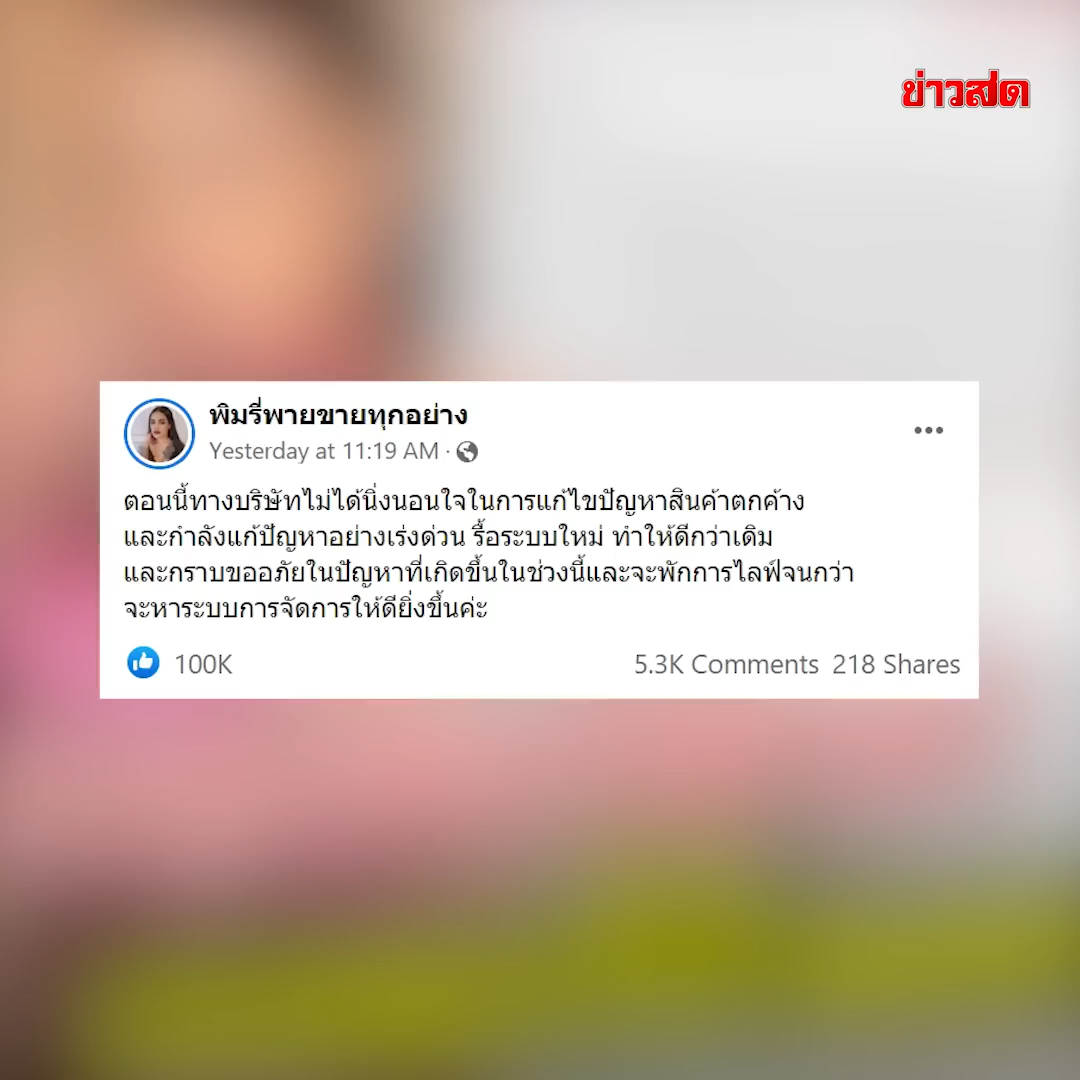 ข่าวสด
พิมรี่พายขายทุกอย่าง
Yesterday at 11:19 AM ·
ตอนนี้ทางบริษัทไม่ได้นิ่งนอนใจในการแก้ไขปัญหาสินค้าตกค้าง
และกำลังแก้ปัญหาอย่างเร่งด่วน รื้อระบบใหม่ ทำให้ดีกว่าเดิม
และกราบขออภัยในปัญหาที่เกิดขึ้นในช่วงนี้และจะพักการไลฟ์จนกว่า
จะหาระบบการจัดการให้ดียิ่งขึ้นค่ะ
100K
5.3K Comments 218 Shares